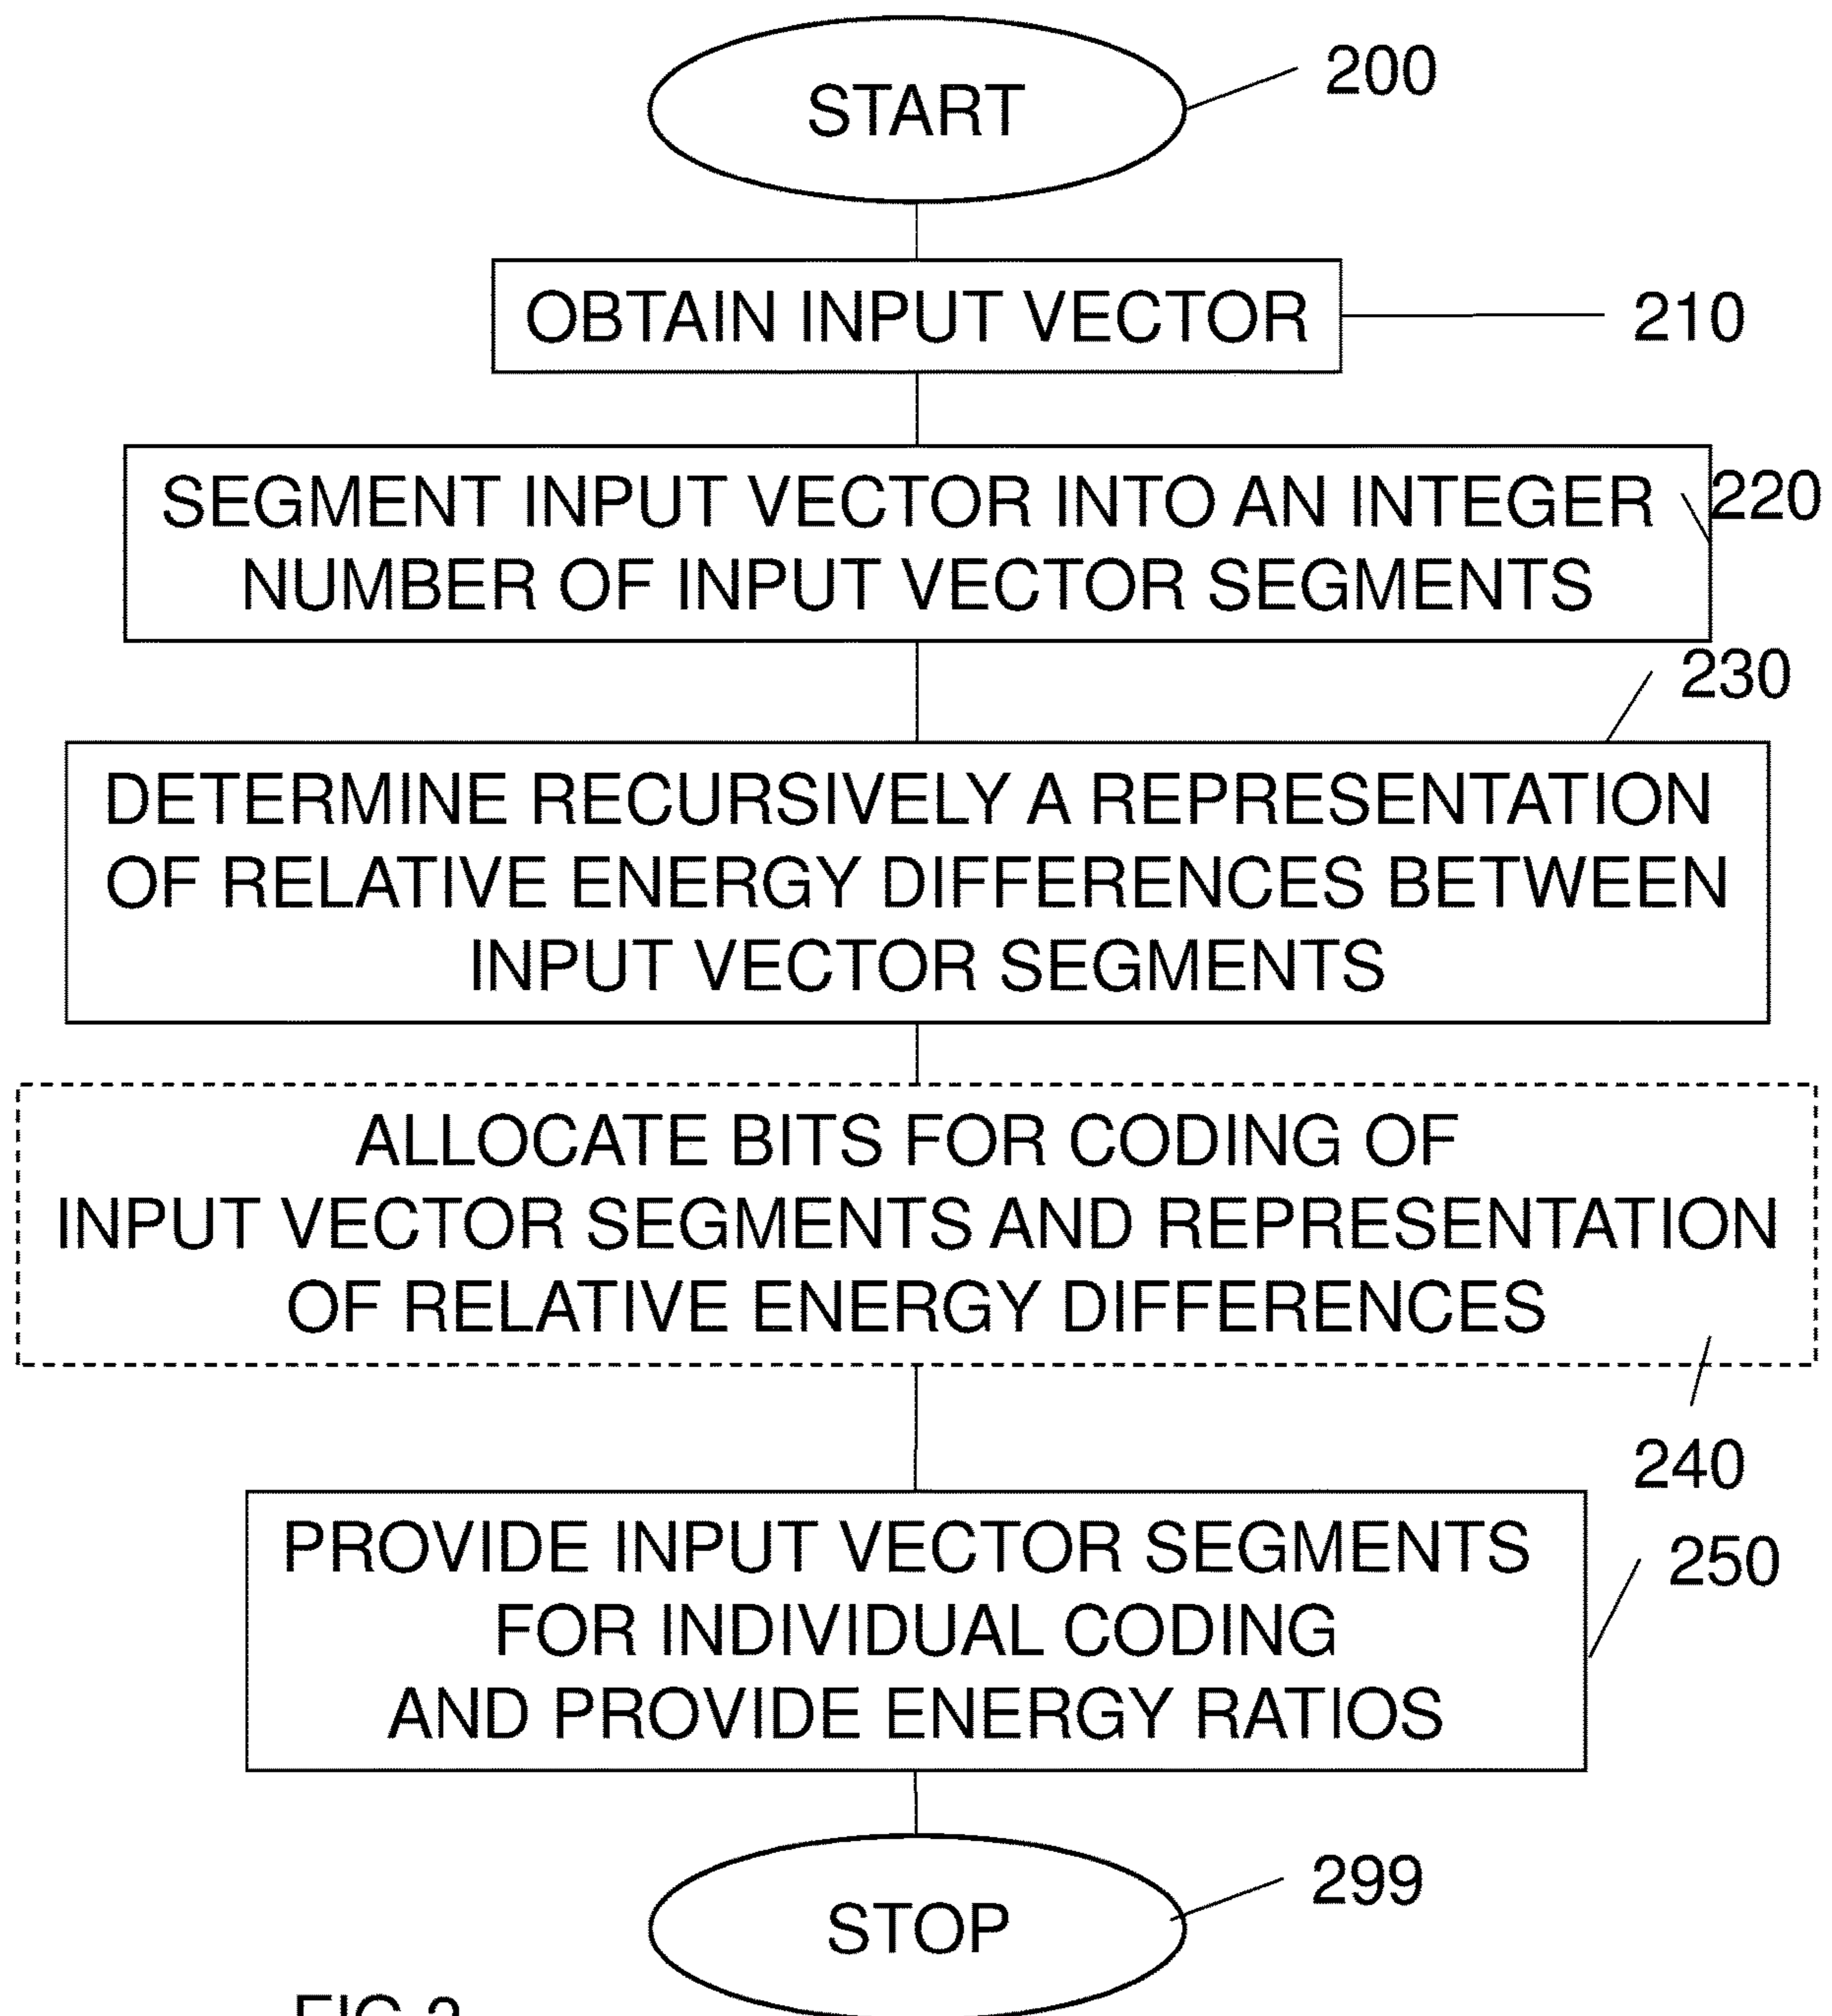 START
200
OBTAIN INPUT VECTOR
210
SEGMENT INPUT VECTOR INTO AN INTEGER
220
NUMBER OF INPUT VECTOR SEGMENTS
230
DETERMINE RECURSIVELY A REPRESENTATION
OF RELATIVE ENERGY DIFFERENCES BETWEEN
INPUT VECTOR SEGMENTS
ALLOCATE BITS FOR CODING OF
INPUT VECTOR SEGMENTS AND REPRESENTATION
OF RELATIVE ENERGY DIFFERENCES
240
PROVIDE INPUT VECTOR SEGMENTS
250
FOR INDIVIDUAL CODING
AND PROVIDE ENERGY RATIOS
299
STOP